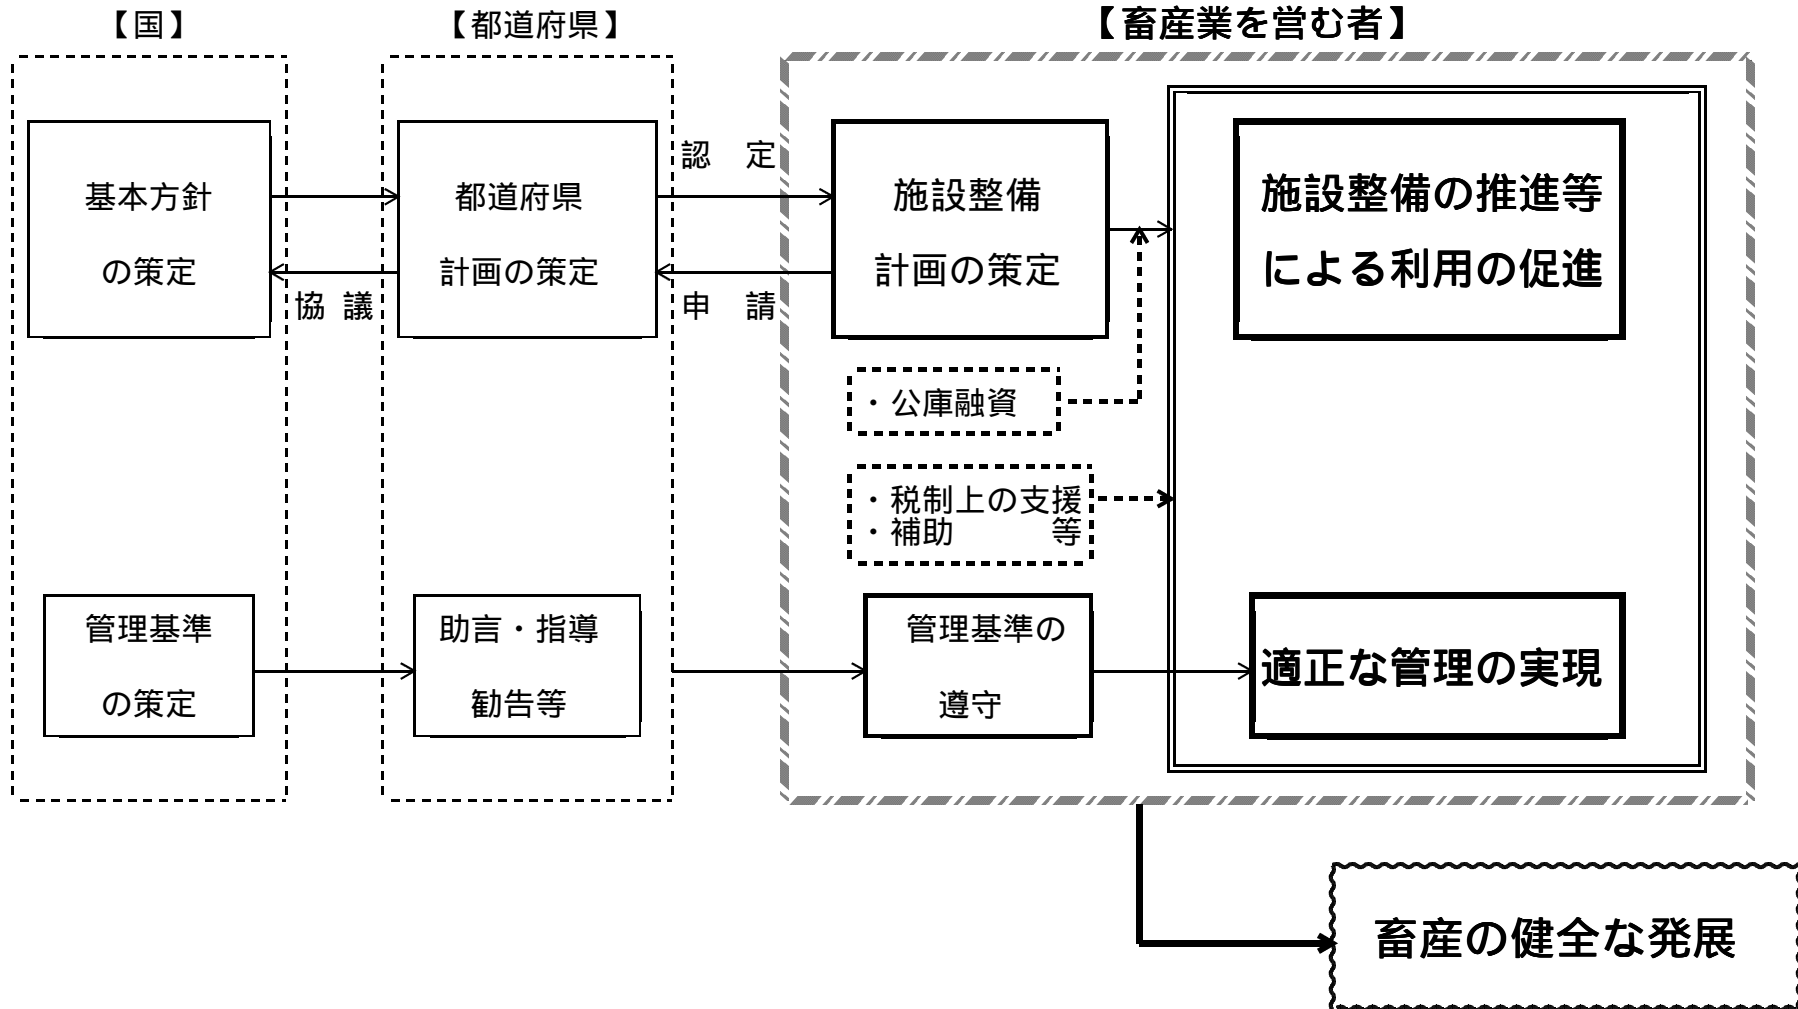 【国】
【都道府県】
【畜産業を営む者】
基本方針
の策定
協 議
都道府県
計画の策定
認　定
申　請
施設整備
計画の策定
施設整備の推進等
による利用の促進
・公庫融資
・税制上の支援
・補助　　　等
管理基準
の策定
助言・指導
勧告等
管理基準の
遵守
適正な管理の実現
畜産の健全な発展